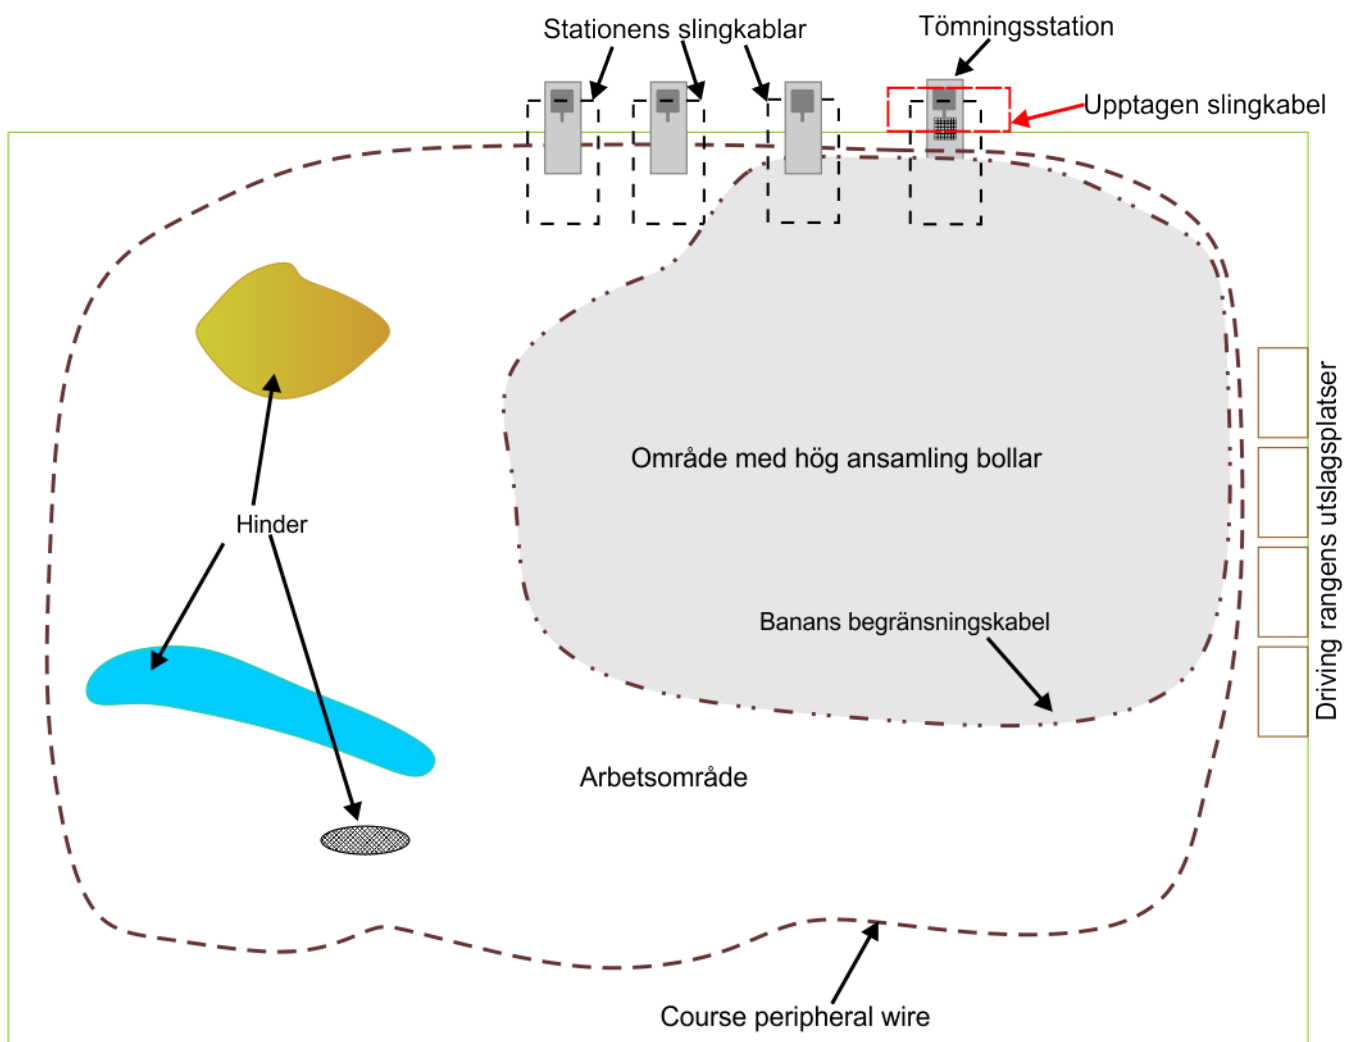 Stationens slingkablar
Tömningsstation
Upptagen slingkabel
Driving rangens utslagsplatser
Område med hög ansamling bollar
Hinder
Banans begränsningskabel
Arbetsområde
Course peripheral wire